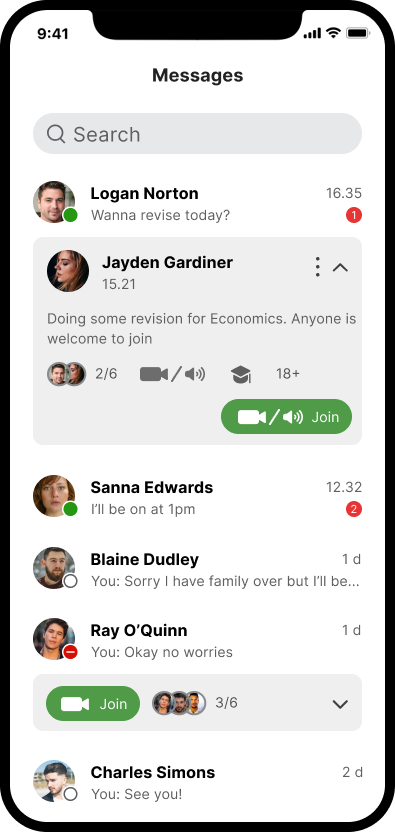 9:41
Messages
Search
Logan Norton 16.35
Wanna revise today? 1
Jayden Gardiner
15.21
Doing some revision for Economics. Anyone is
welcome to join
2/6 / 18+
/ Join
Sanna Edwards 12.32
I’ll be on at 1pm 2
Blaine Dudley 1 d
You: Sorry I have family over but I’ll be...
Ray O’Quinn 1 d
You: Okay no worries
Join 3/6
Charles Simons 2 d
You: See you!